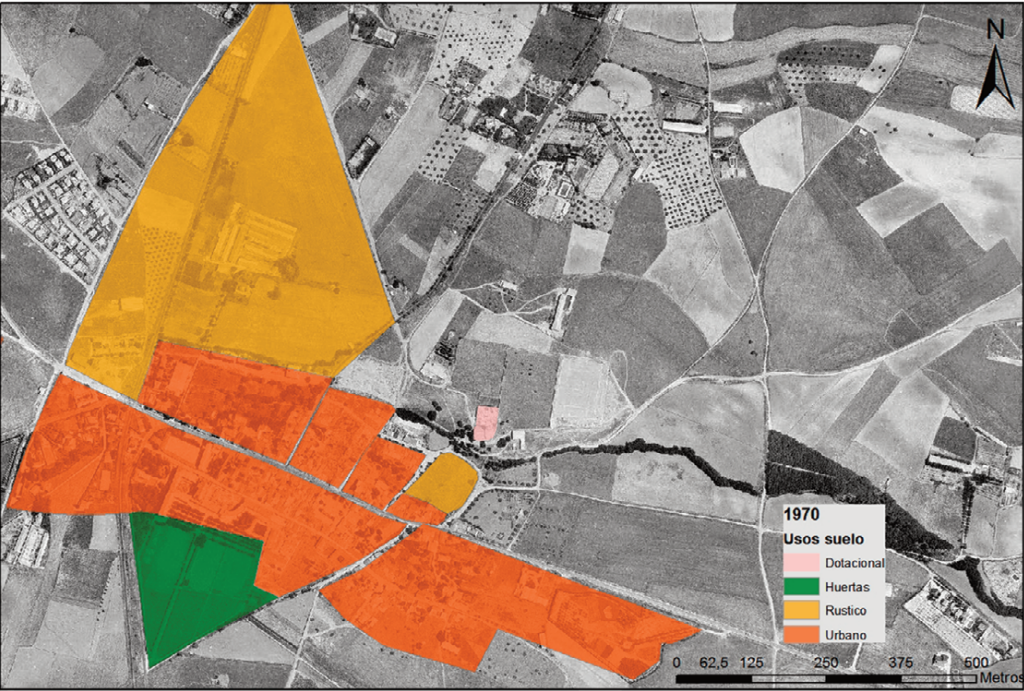 N
1970
Usos suelo
Dotacional
Huertas
Rustico
Urbano
0 62,5 125 250 375 500
Metros